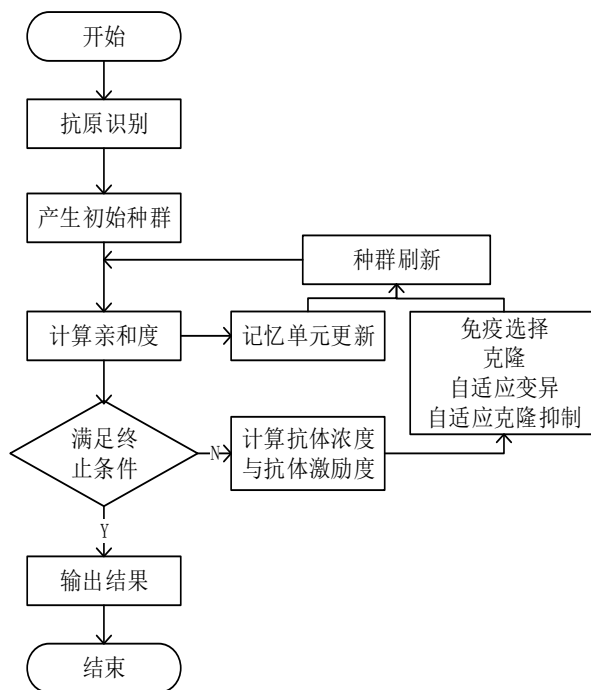 开始
抗原识别
产生初始种群
种群刷新
计算亲和度
记忆单元更新
免疫选择
克隆
自适应变异
自适应克隆抑制
满足终
止条件
N
计算抗体浓度
与抗体激励度
Y
输出结果
结束